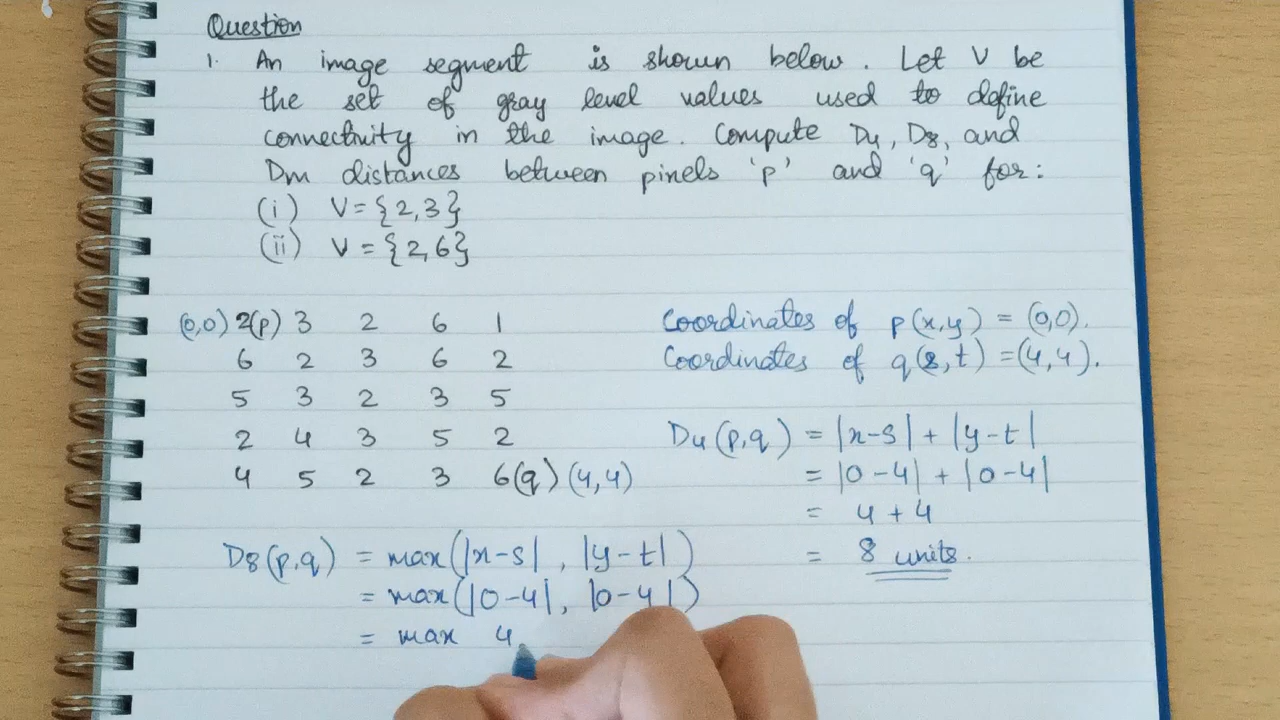 Question
1. An image segment is shown below. Let V be
the set of gray level values used to define
connectivity in the image. Compute D4, D8, and
Dm distances between pixels 'p' and 'q' for:
(i) V = {2,3}
(ii) V = {2,6}
(0,0) 2(p) 3 2 6 1
6 2 3 6 2
5 3 2 3 5
2 4 3 5 2
4 5 2 3 6(q) (4,4)
Coordinates of p(x,y) = (0,0).
Coordinates of q(s,t) = (4,4).
D4(p,q) = |x-s| + |y-t|
= |0-4| + |0-4|
= 4 + 4
= 8 units.
D8(p,q) = max(|x-s|, |y-t|)
= max(|0-4|, |0-4|)
= max 4,